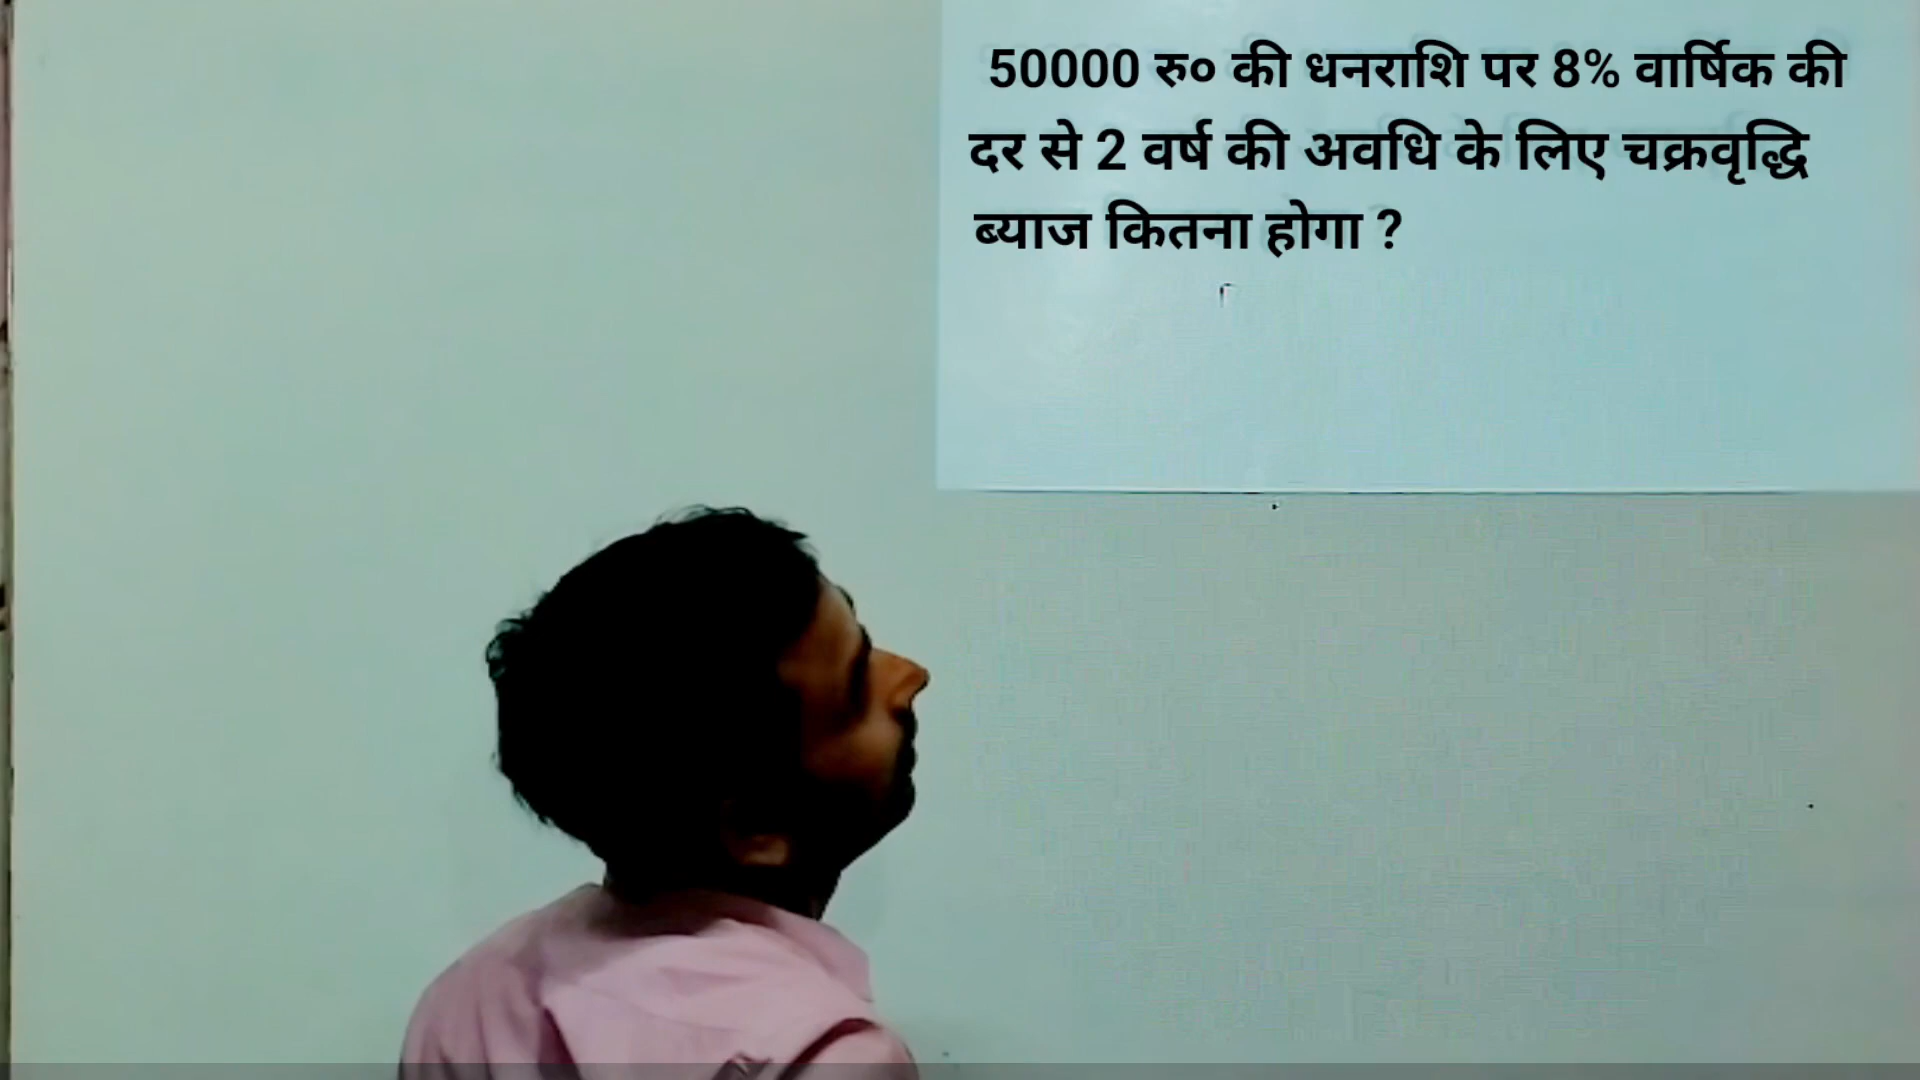 50000 रु० की धनराशि पर 8% वार्षिक की
दर से 2 वर्ष की अवधि के लिए चक्रवृद्धि
ब्याज कितना होगा ?